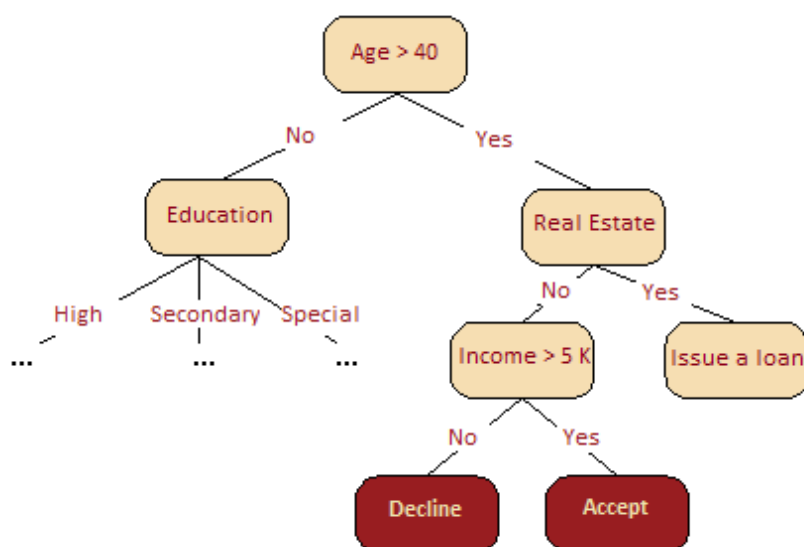 Age > 40
No
Yes
Education
Real Estate
No
Yes
High
Secondary
Special
...
...
...
Income > 5 K
Issue a loan
No
Yes
Decline
Accept